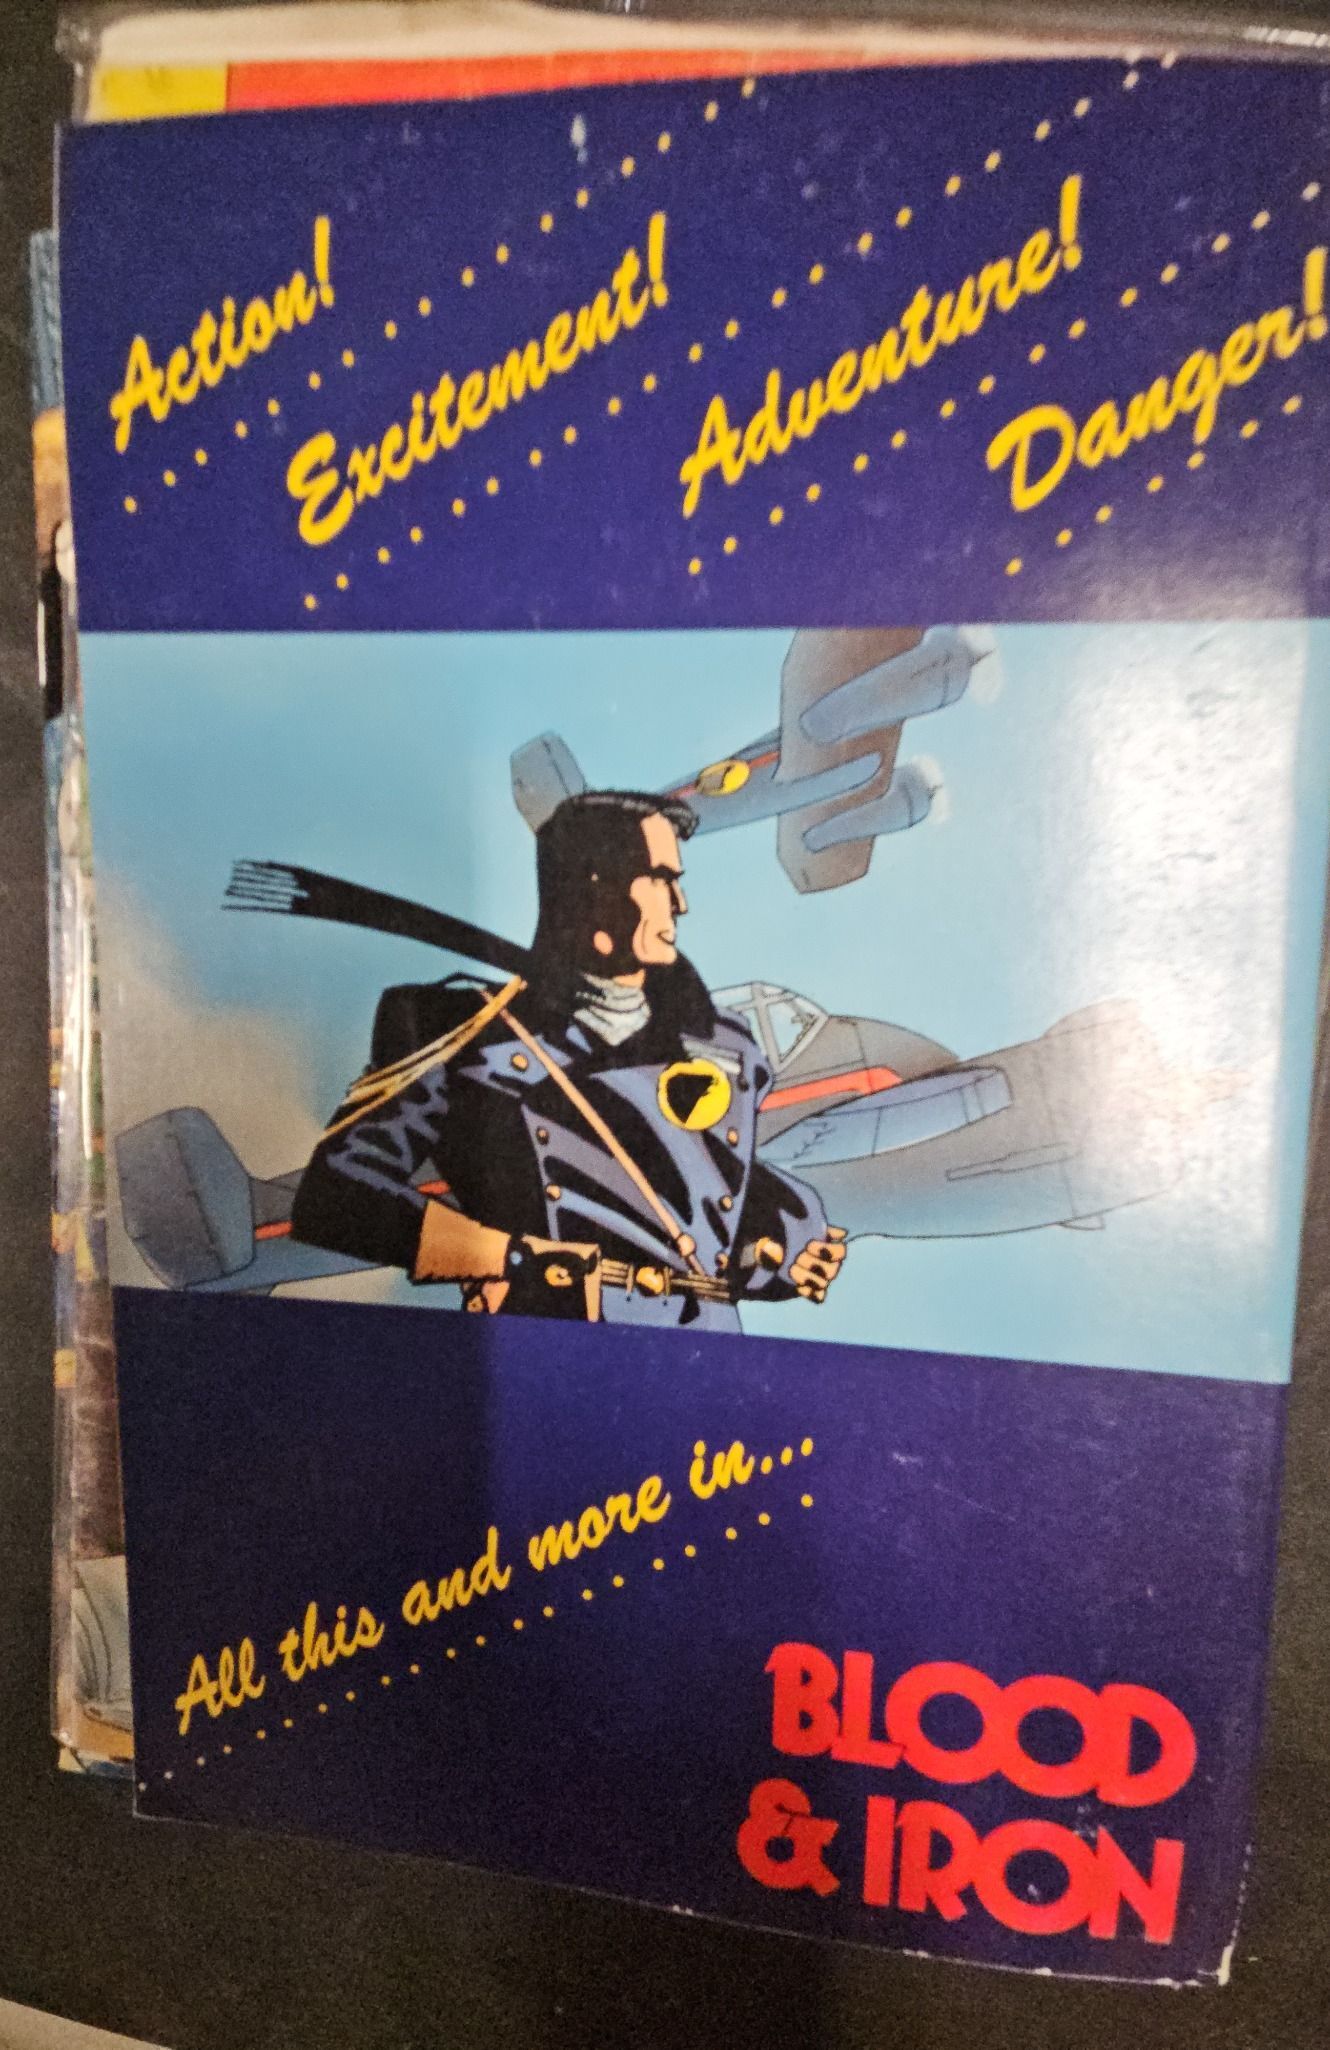 Action!
Excitement!
Adventure!
Danger!
All this and more in...
BLOOD
& IRON